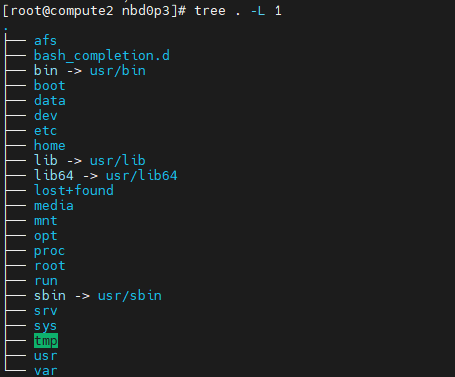 [root@compute2 nbd0p3]# tree . -L 1
.
├── afs
├── bash_completion.d
├── bin -> usr/bin
├── boot
├── data
├── dev
├── etc
├── home
├── lib -> usr/lib
├── lib64 -> usr/lib64
├── lost+found
├── media
├── mnt
├── opt
├── proc
├── root
├── run
├── sbin -> usr/sbin
├── srv
├── sys
├── tmp
├── usr
└── var